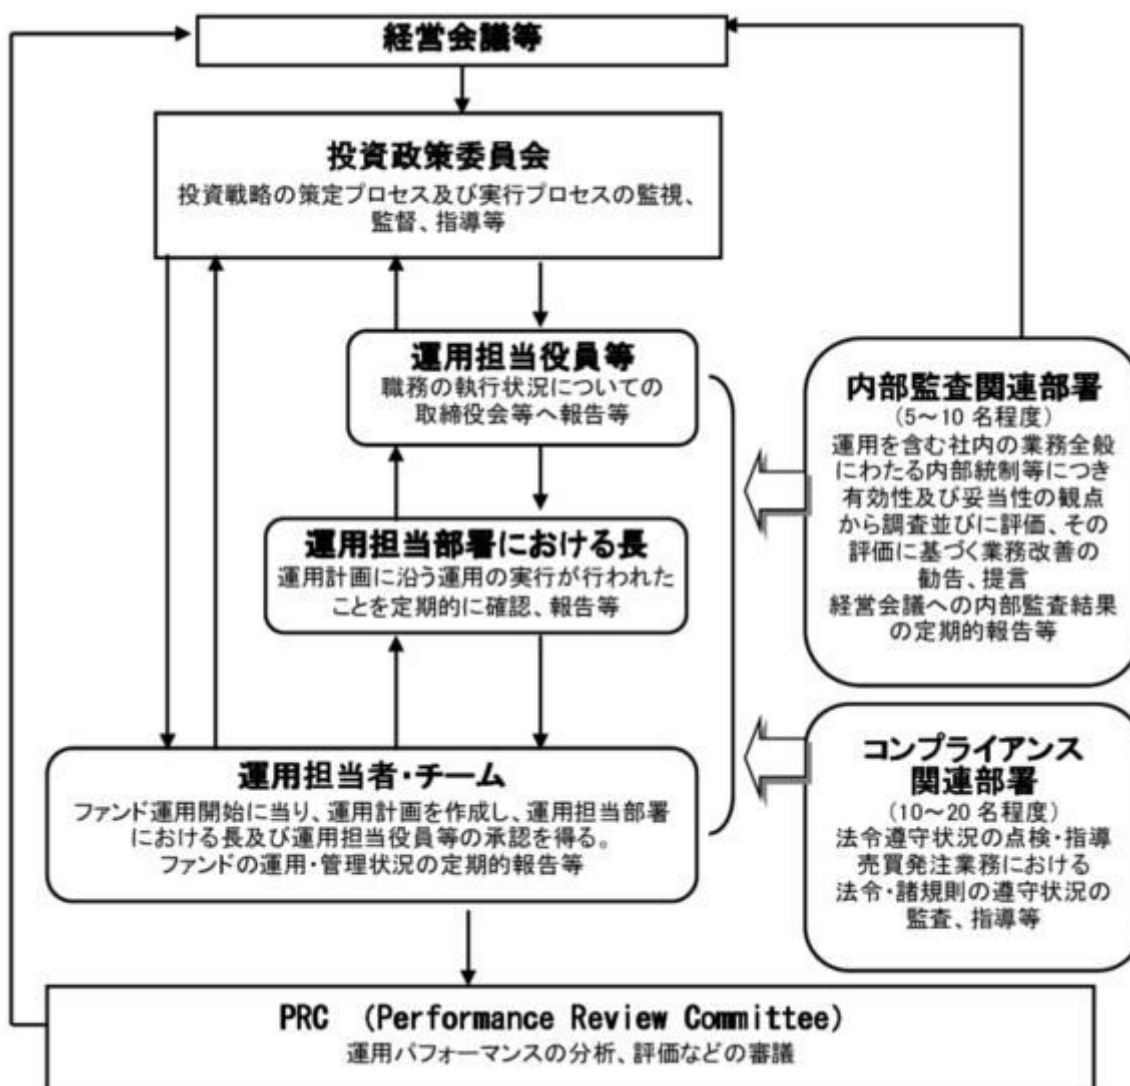 経営会議等
投資政策委員会
投資戦略の策定プロセス及び実行プロセスの監視、
監督、指導等
運用担当役員等
職務の執行状況についての
取締役会等へ報告等
運用担当部署における長
運用計画に沿う運用の実行が行われた
ことを定期的に確認、報告等
運用担当者・チーム
ファンド運用開始に当り、運用計画を作成し、運用担当部署
における長及び運用担当役員等の承認を得る。
ファンドの運用・管理状況の定期的報告等
内部監査関連部署
(5～10 名程度)
運用を含む社内の業務全般
にわたる内部統制等につき
有効性及び妥当性の観点
から調査並びに評価、その
評価に基づく業務改善の
勧告、提言
経営会議への内部監査結果
の定期的報告等
コンプライアンス
関連部署
(10～20 名程度)
法令遵守状況の点検・指導
売買発注業務における
法令・諸規則の遵守状況の
監査、指導等
PRC (Performance Review Committee)
運用パフォーマンスの分析、評価などの審議